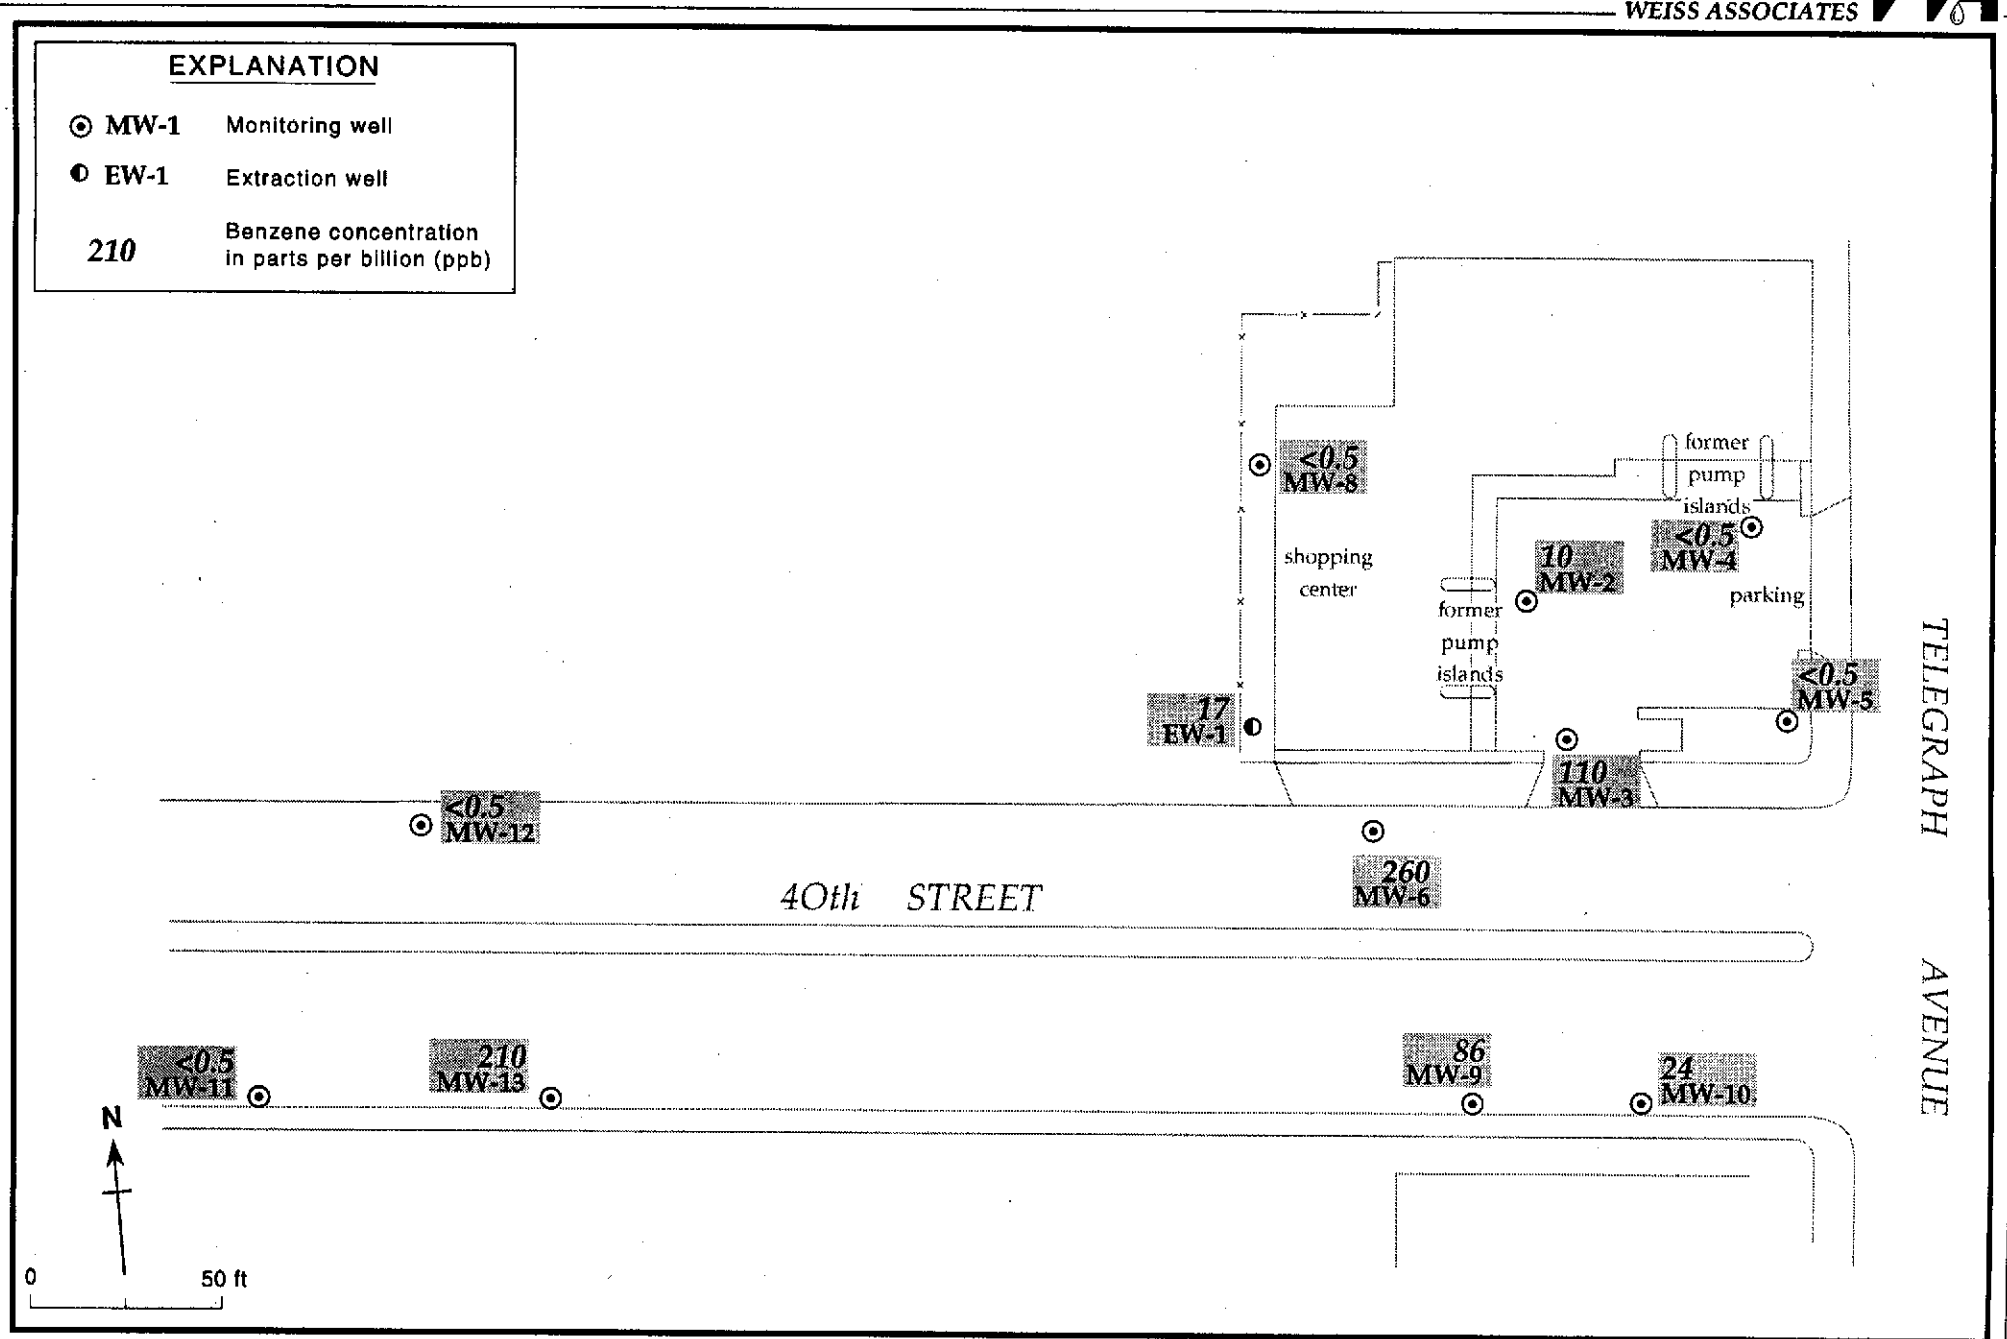 WEISS ASSOCIATES
EXPLANATION
MW-1 Monitoring well
EW-1 Extraction well
210 Benzene concentration
in parts per billion (ppb)
former
pump
islands
<0.5
MW-8
<0.5
MW-4
shopping
center
10
MW-2
parking
former
pump
islands
<0.5
MW-5
17
EW-1
110
MW-3
<0.5
MW-12
260
MW-6
40th STREET
TELEGRAPH AVENUE
<0.5
MW-11
210
MW-13
86
MW-9
24
MW-10
N
0 50 ft